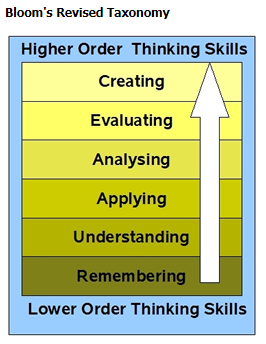 Bloom's Revised Taxonomy
Higher Order Thinking Skills
Creating
Evaluating
Analysing
Applying
Understanding
Remembering
Lower Order Thinking Skills